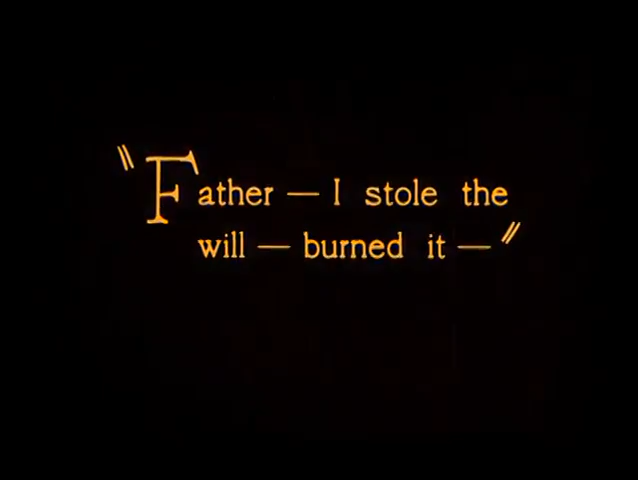 "Father — I stole the
will — burned it — "